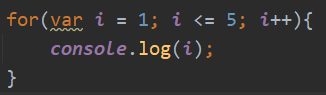 for(var i = 1; i <= 5; i++){
    console.log(i);
}